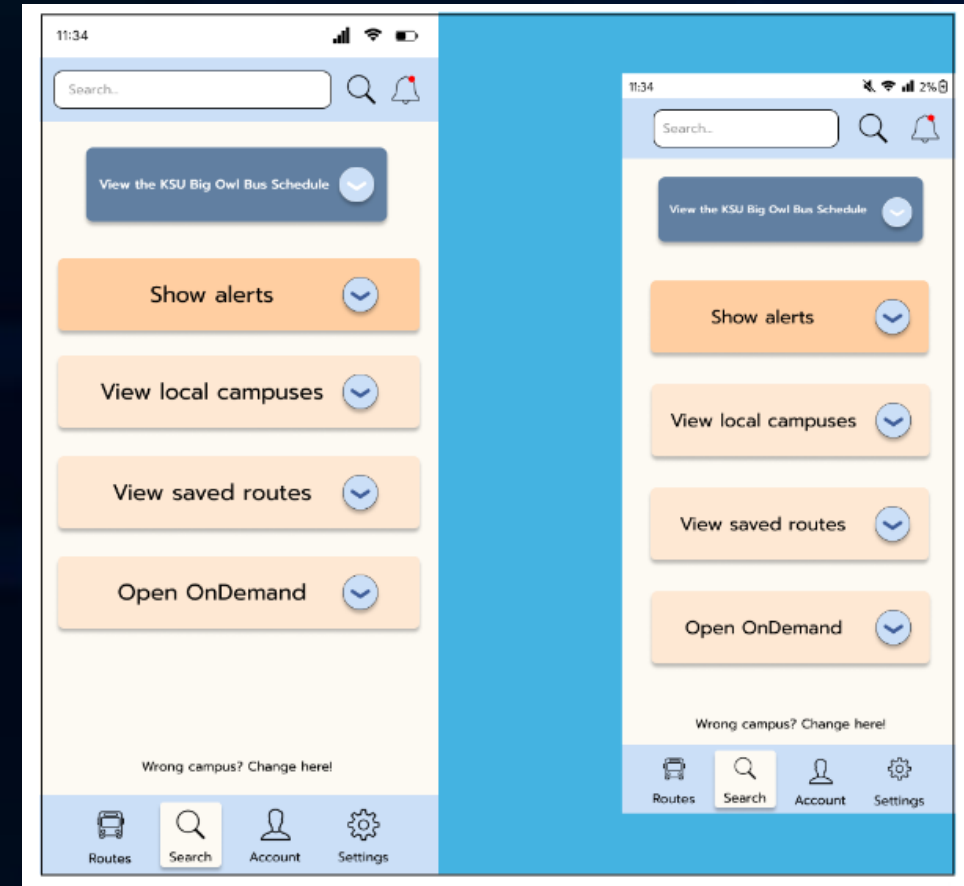 11:34
Search..
View the KSU Big Owl Bus Schedule
Show alerts
View local campuses
View saved routes
Open OnDemand
Wrong campus? Change here!
Routes Search Account Settings
11:34 2%
Search..
View the KSU Big Owl Bus Schedule
Show alerts
View local campuses
View saved routes
Open OnDemand
Wrong campus? Change here!
Routes Search Account Settings